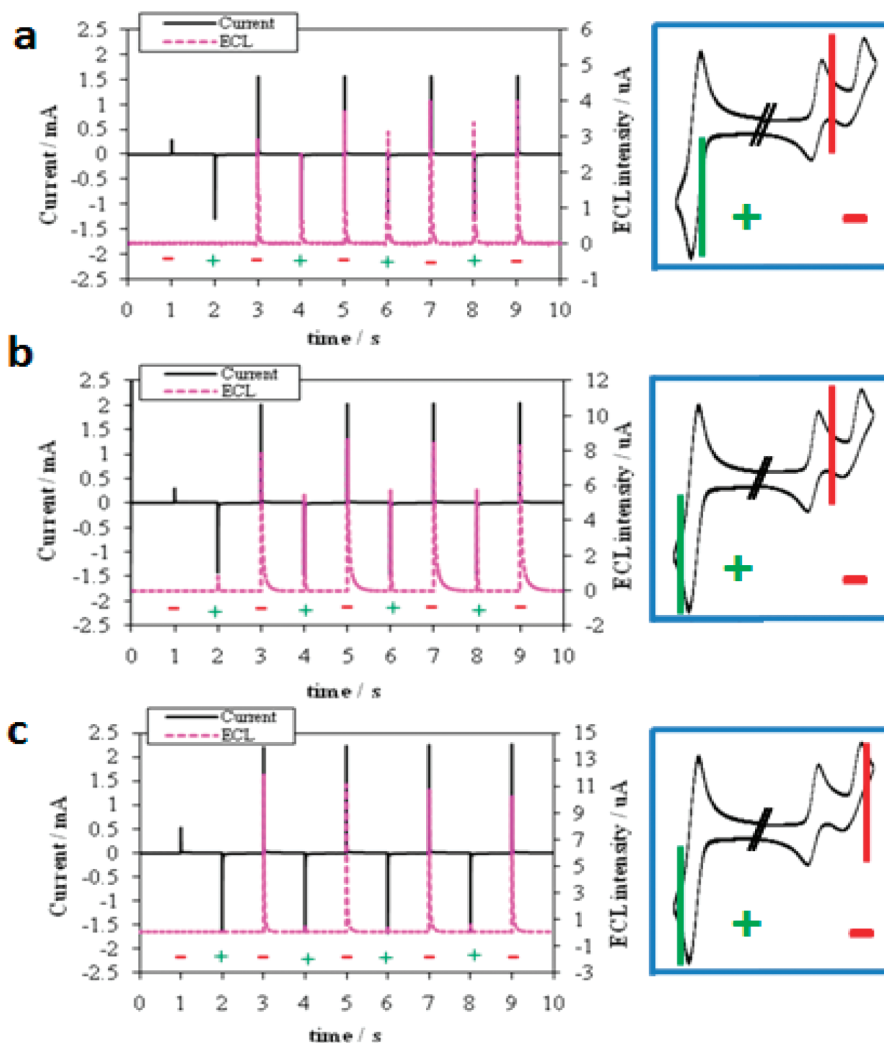 a
Current
ECL
2.5
2
1.5
1
0.5
0
-0.5
-1
-1.5
-2
-2.5
Current / mA
6
5
4
3
2
1
0
-1
ECL intensity / uA
- + - + - + - + -
0 1 2 3 4 5 6 7 8 9 10
time / s
+ -
b
Current
ECL
2.5
2
1.5
1
0.5
0
-0.5
-1
-1.5
-2
-2.5
Current / mA
12
10
8
6
4
2
0
-2
ECL intensity / uA
- + - + - + - + -
0 1 2 3 4 5 6 7 8 9 10
time / s
+ -
c
Current
ECL
2.5
2
1.5
1
0.5
0
-0.5
-1
-1.5
-2
-2.5
Current / mA
15
13
11
9
7
5
3
1
-1
-3
ECL intensity / uA
- + - + - + - + -
0 1 2 3 4 5 6 7 8 9 10
time / s
+ -